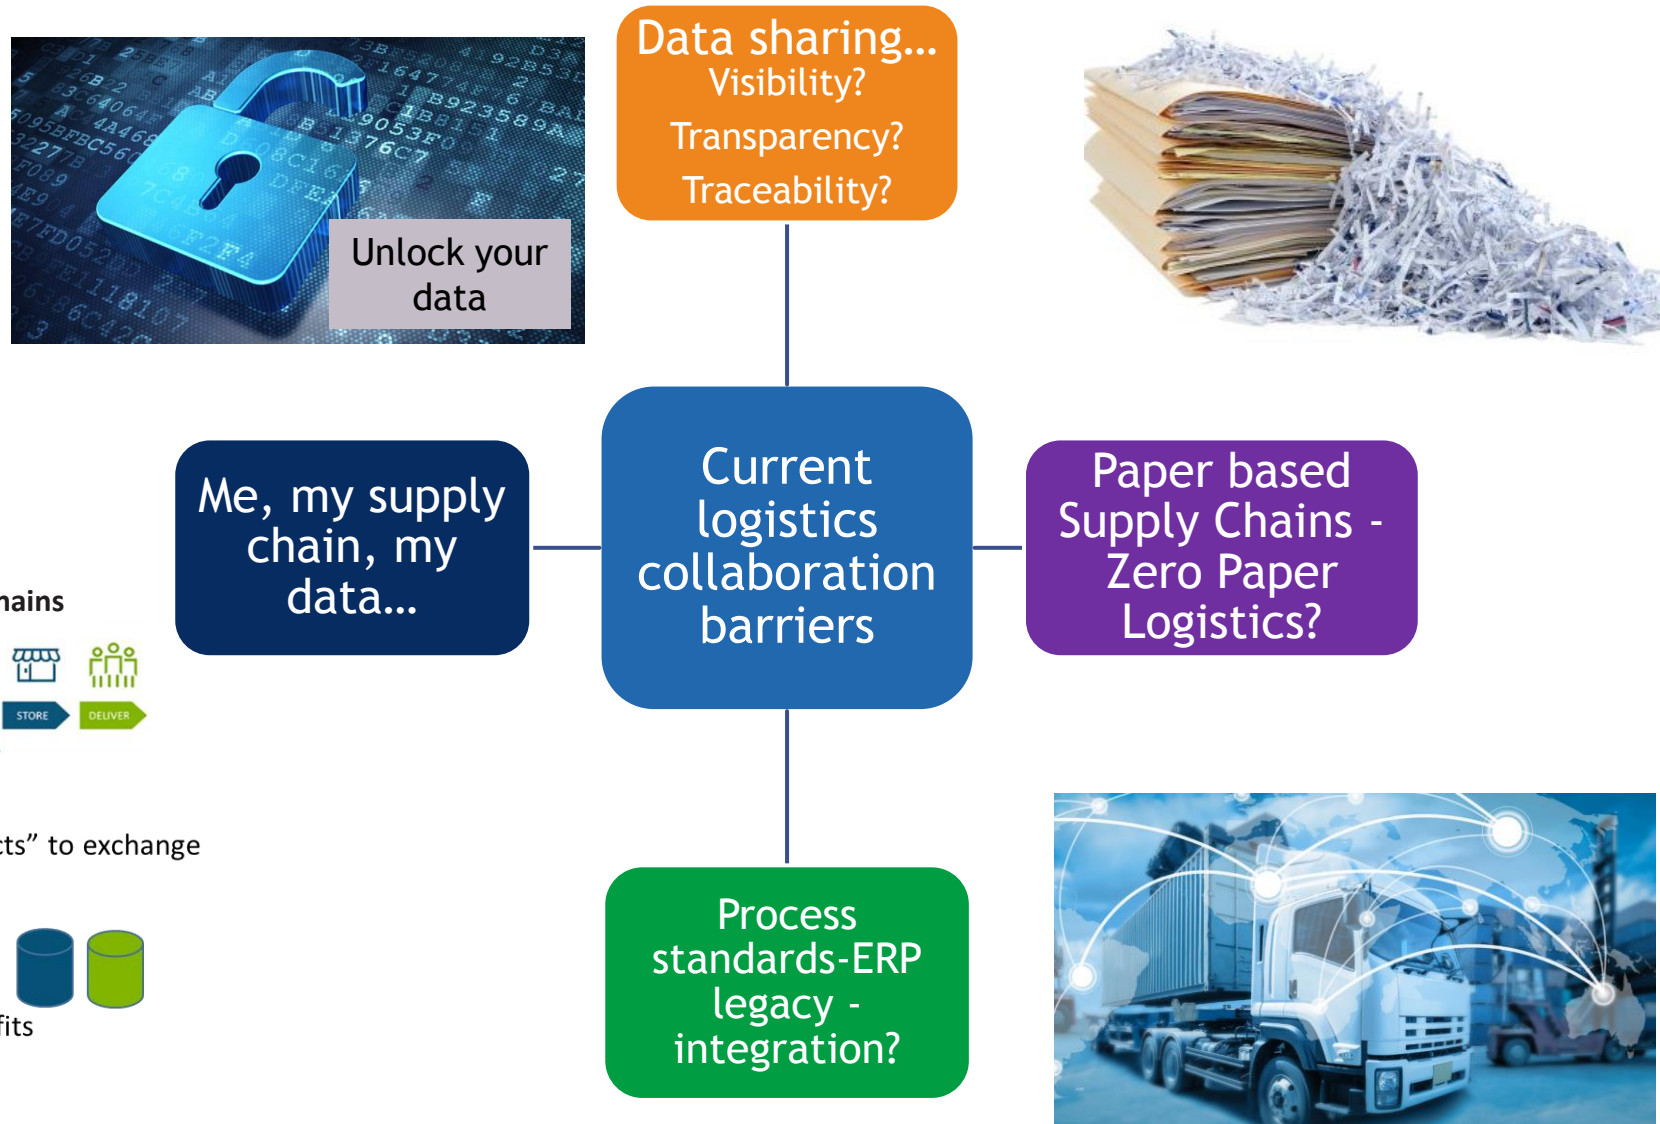 Data sharing…
Visibility?
Transparency?
Traceability?
Unlock your
data
Me, my supply
chain, my
data…
Current
logistics
collaboration
barriers
Paper based
Supply Chains -
Zero Paper
Logistics?
hains
STORE
DELIVER
cts” to exchange
fits
Process
standards-ERP
legacy -
integration?